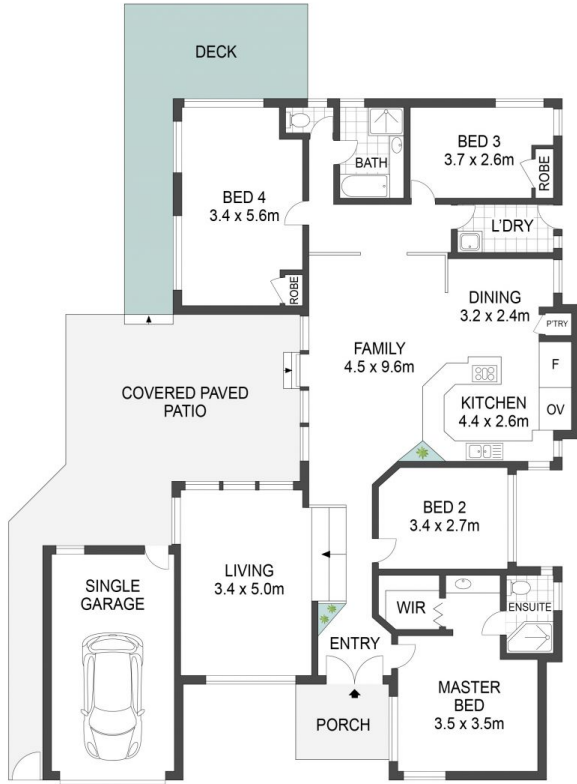 DECK
BED 4
3.4 x 5.6m
ROBE
BATH
BED 3
3.7 x 2.6m
ROBE
L'DRY
DINING
3.2 x 2.4m
P'TRY
FAMILY
4.5 x 9.6m
F
OV
KITCHEN
4.4 x 2.6m
COVERED PAVED
PATIO
BED 2
3.4 x 2.7m
LIVING
3.4 x 5.0m
SINGLE
GARAGE
WIR
ENSUITE
ENTRY
MASTER
BED
3.5 x 3.5m
PORCH